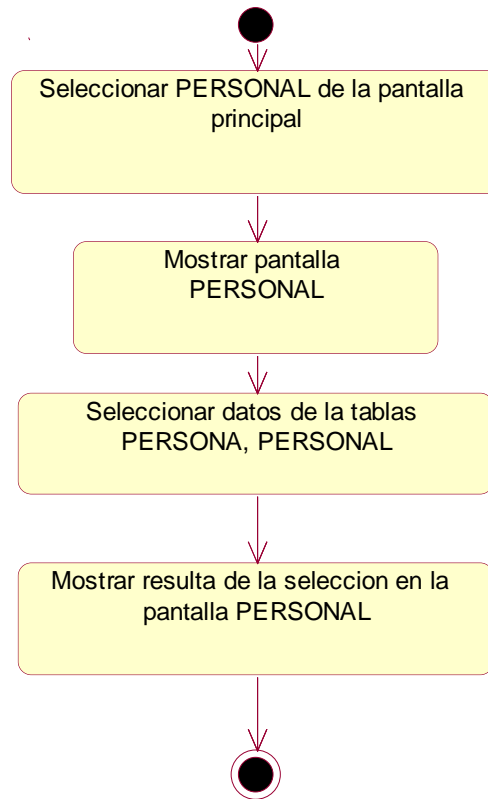 Seleccionar PERSONAL de la pantalla
principal
Mostrar pantalla
PERSONAL
Seleccionar datos de la tablas
PERSONA, PERSONAL
Mostrar resulta de la seleccion en la
pantalla PERSONAL